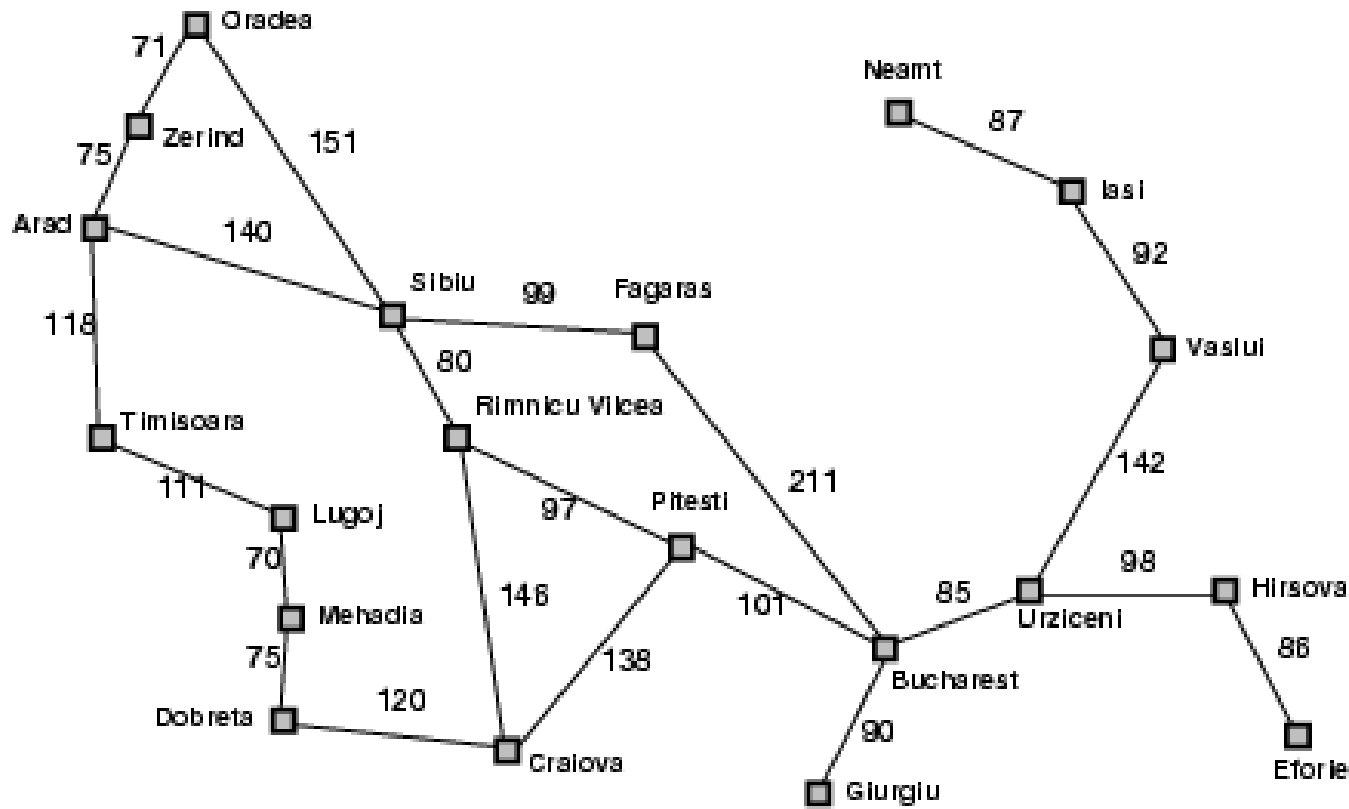 Oradea
71
Neamt
87
Zerind
151
75
Iasi
Arad
140
92
Sibiu
99
Fagaras
118
80
Vaslui
Timisoara
Rimnicu Vilcea
142
111
211
Lugoj
97
Pitesti
70
98
Hirsova
146
101
85
Urziceni
Mehadia
86
75
138
Bucharest
120
Dobreta
90
Craiova
Eforie
Giurgiu